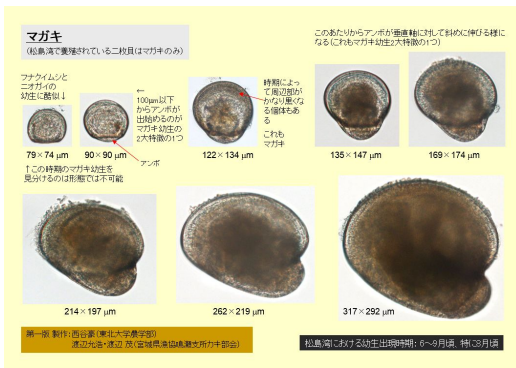 マガキ
(松島湾で養殖されている二枚貝はマガキのみ)
このあたりからアンボが垂直軸に対して斜めに伸びる様に
なる(これもマガキ幼生2大特徴の1つ)
フナクイムシと
ニオガイの
幼生に酷似↓
←
100μm以下
からアンボが
出始めるのが
マガキ幼生の
2大特徴の1つ
時期によっ
て周辺部が
かなり黒くな
る個体もあ
る
これも
マガキ
79×74 μm
90×90 μm
アンボ
122×134 μm
135×147 μm
169×174 μm
↑この時期のマガキ幼生を
見分けるのは形態では不可能
214×197 μm
262×219 μm
317×292 μm
第一版 製作:西谷豪(東北大学農学部)
渡辺允浩・渡辺 茂(宮城県漁協鳴瀬支所カキ部会)
松島湾における幼生出現時期: 6~9月頃、特に8月頃